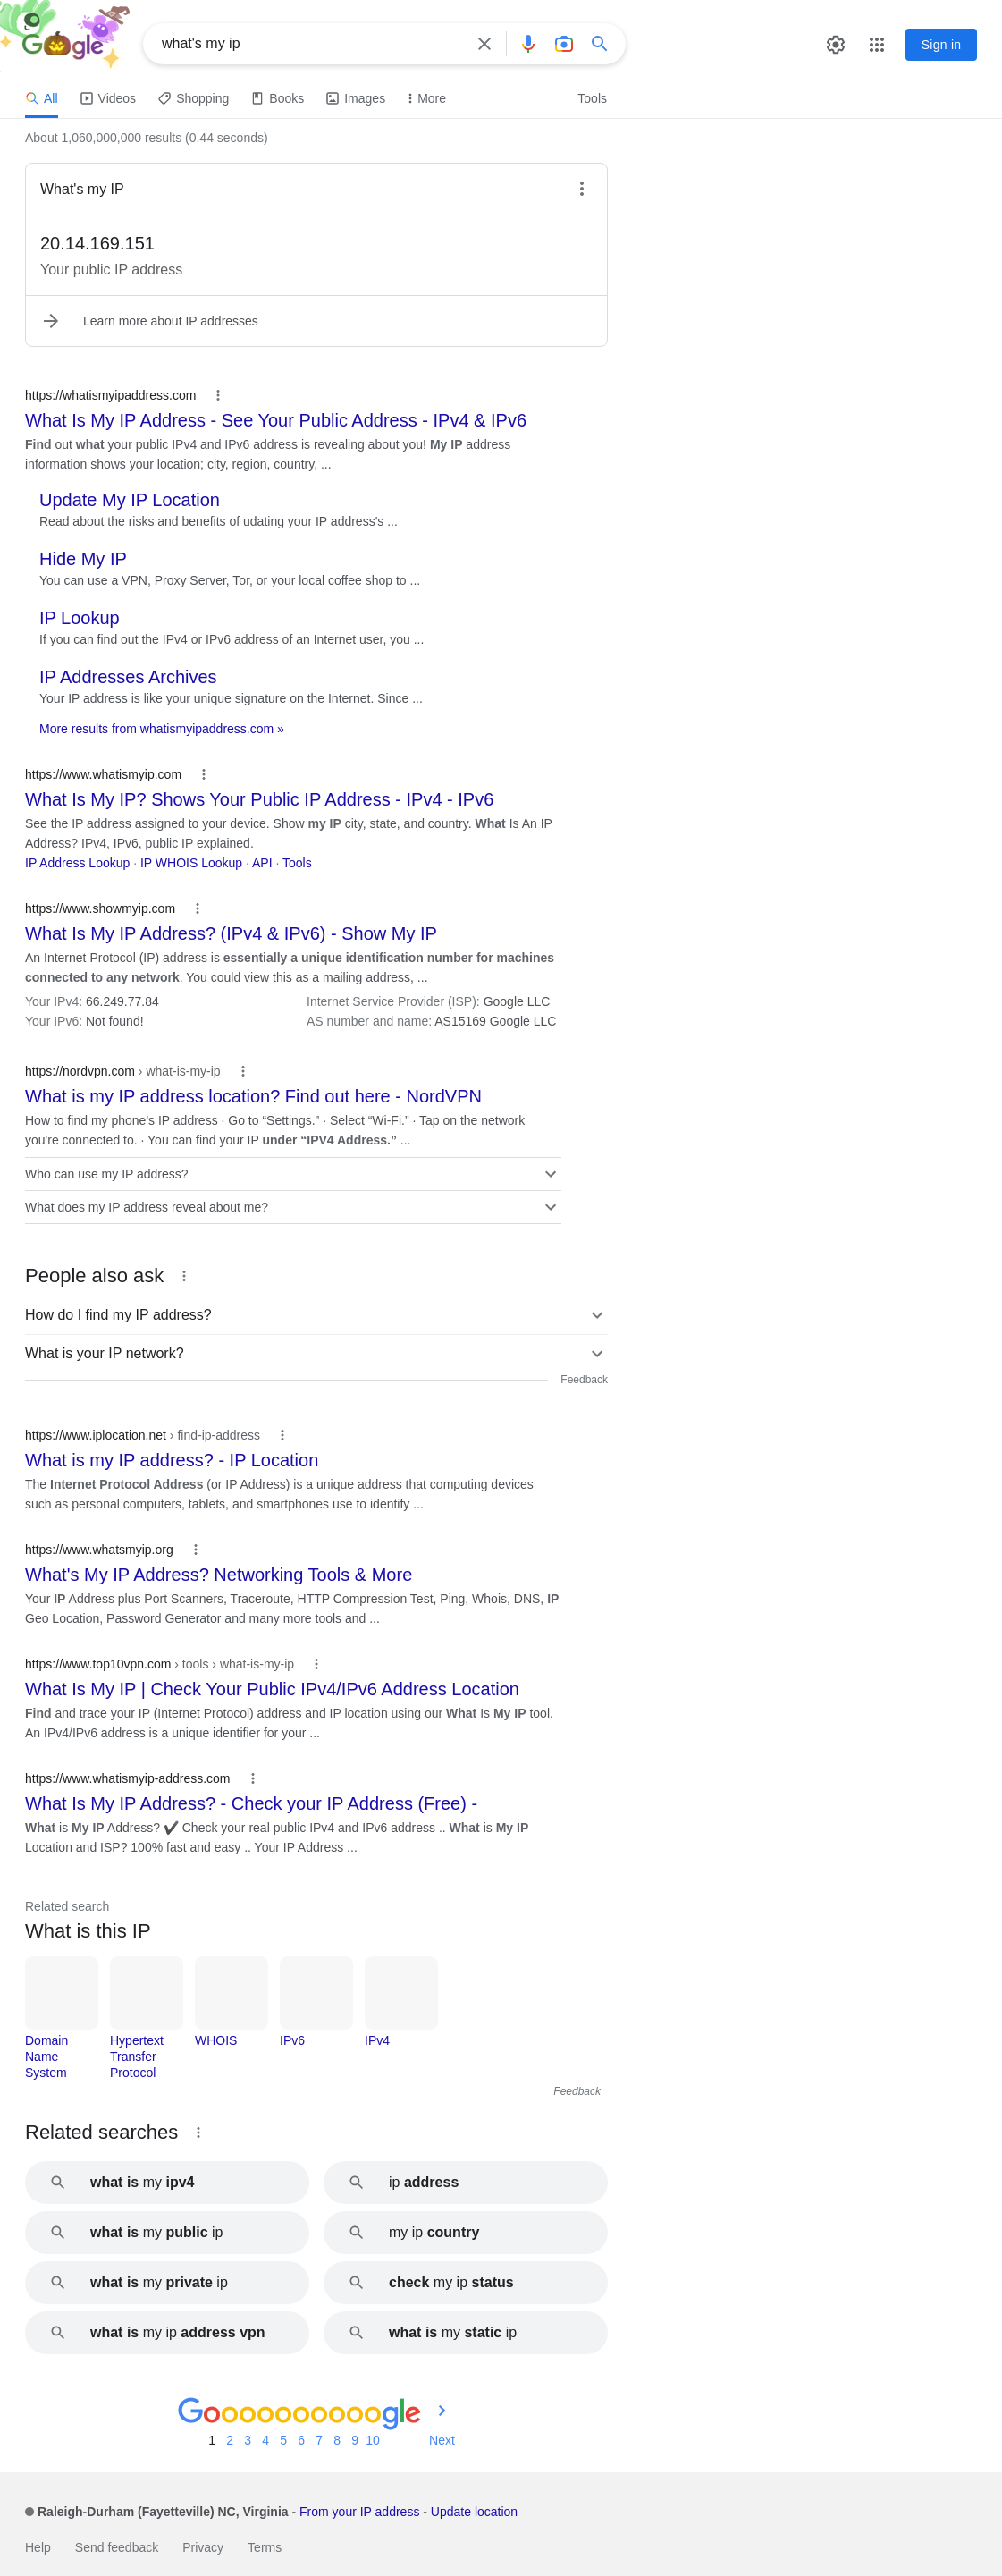 Google
what's my ip
Sign in
All
Videos
Shopping
Books
Images
More
Tools
About 1,060,000,000 results (0.44 seconds)
What's my IP
20.14.169.151
Your public IP address
Learn more about IP addresses
https://whatismyipaddress.com
What Is My IP Address - See Your Public Address - IPv4 & IPv6
Find out what your public IPv4 and IPv6 address is revealing about you! My IP address
information shows your location; city, region, country, ...
Update My IP Location
Read about the risks and benefits of udating your IP address's ...
Hide My IP
You can use a VPN, Proxy Server, Tor, or your local coffee shop to ...
IP Lookup
If you can find out the IPv4 or IPv6 address of an Internet user, you ...
IP Addresses Archives
Your IP address is like your unique signature on the Internet. Since ...
More results from whatismyipaddress.com »
https://www.whatismyip.com
What Is My IP? Shows Your Public IP Address - IPv4 - IPv6
See the IP address assigned to your device. Show my IP city, state, and country. What Is An IP
Address? IPv4, IPv6, public IP explained.
IP Address Lookup · IP WHOIS Lookup · API · Tools
https://www.showmyip.com
What Is My IP Address? (IPv4 & IPv6) - Show My IP
An Internet Protocol (IP) address is essentially a unique identification number for machines
connected to any network. You could view this as a mailing address, ...
Your IPv4: 66.249.77.84
Internet Service Provider (ISP): Google LLC
Your IPv6: Not found!
AS number and name: AS15169 Google LLC
https://nordvpn.com › what-is-my-ip
What is my IP address location? Find out here - NordVPN
How to find my phone's IP address · Go to “Settings.” · Select “Wi-Fi.” · Tap on the network
you're connected to. · You can find your IP under “IPV4 Address.” ...
Who can use my IP address?
What does my IP address reveal about me?
People also ask
How do I find my IP address?
What is your IP network?
Feedback
https://www.iplocation.net › find-ip-address
What is my IP address? - IP Location
The Internet Protocol Address (or IP Address) is a unique address that computing devices
such as personal computers, tablets, and smartphones use to identify ...
https://www.whatsmyip.org
What's My IP Address? Networking Tools & More
Your IP Address plus Port Scanners, Traceroute, HTTP Compression Test, Ping, Whois, DNS, IP
Geo Location, Password Generator and many more tools and ...
https://www.top10vpn.com › tools › what-is-my-ip
What Is My IP | Check Your Public IPv4/IPv6 Address Location
Find and trace your IP (Internet Protocol) address and IP location using our What Is My IP tool.
An IPv4/IPv6 address is a unique identifier for your ...
https://www.whatismyip-address.com
What Is My IP Address? - Check your IP Address (Free) -
What is My IP Address? ✔ Check your real public IPv4 and IPv6 address .. What is My IP
Location and ISP? 100% fast and easy .. Your IP Address ...
Related search
What is this IP
Domain
Name
System
Hypertext
Transfer
Protocol
WHOIS
IPv6
IPv4
Feedback
Related searches
what is my ipv4
ip address
what is my public ip
my ip country
what is my private ip
check my ip status
what is my ip address vpn
what is my static ip
Goooooooooogle
1 2 3 4 5 6 7 8 9 10 Next
Raleigh-Durham (Fayetteville) NC, Virginia - From your IP address - Update location
Help Send feedback Privacy Terms